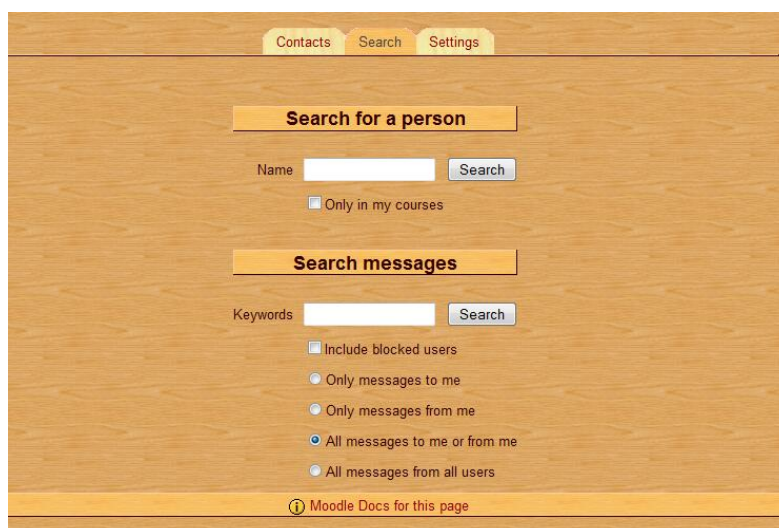 Contacts Search Settings
Search for a person
Name Search
Only in my courses
Search messages
Keywords Search
Include blocked users
Only messages to me
Only messages from me
All messages to me or from me
All messages from all users
Moodle Docs for this page